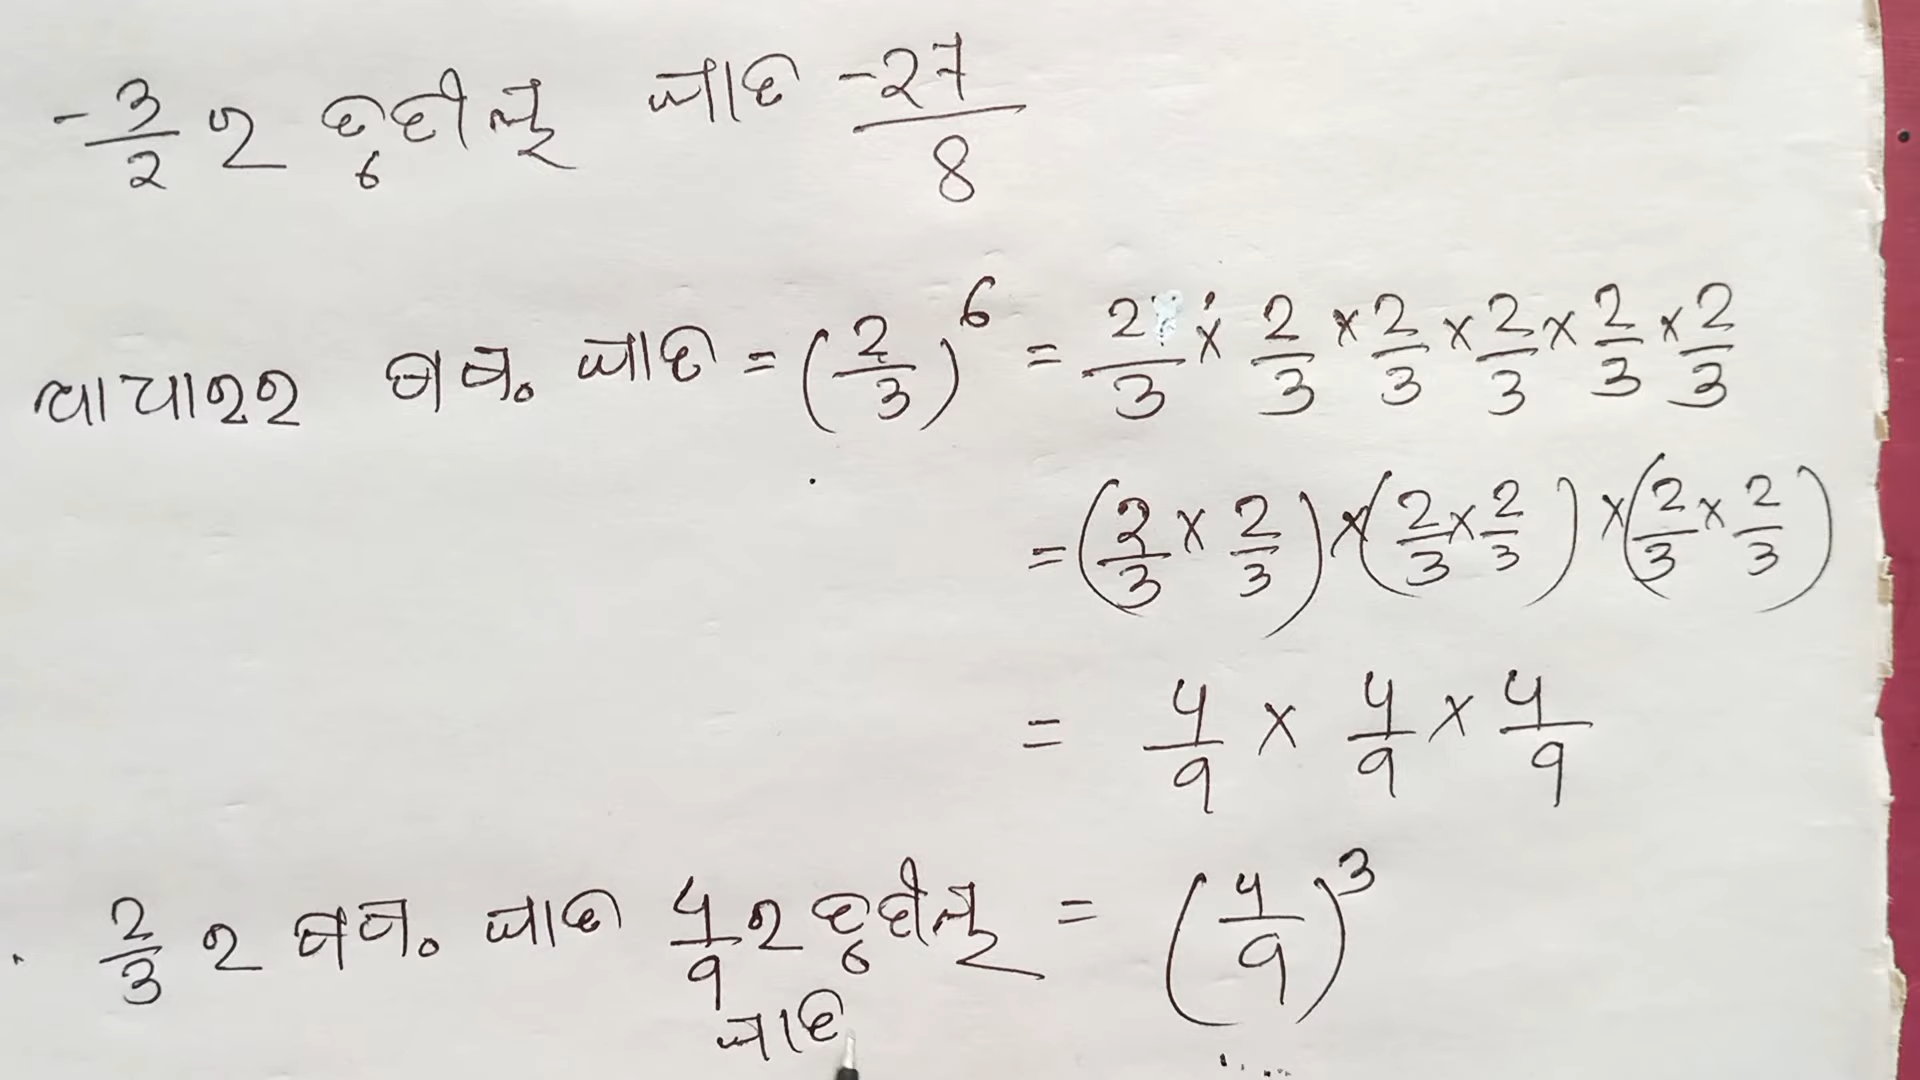 -3/2 ର ତୃତୀୟ ଘାତ -27/8
ଆଧାରର ଷଷ୍ଠ ଘାତ = (2/3)^6 = 2/3 × 2/3 × 2/3 × 2/3 × 2/3 × 2/3
= (2/3 × 2/3) × (2/3 × 2/3) × (2/3 × 2/3)
= 4/9 × 4/9 × 4/9
2/3 ର ଷଷ୍ଠ ଘାତ 4/9 ର ତୃତୀୟ = (4/9)^3
ଘାତ